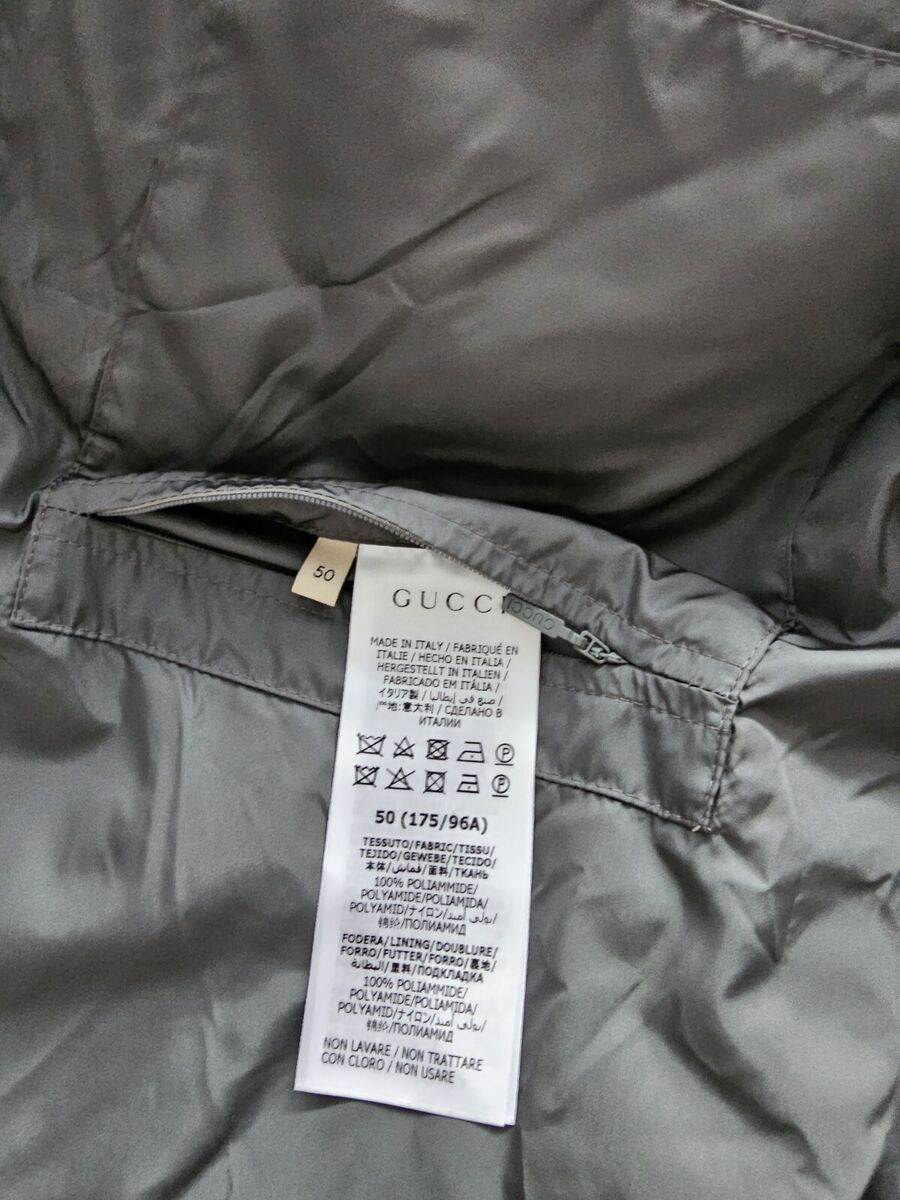 50
GUCCI
GUCCI
MADE IN ITALY / FABRIQUÉ EN
ITALIE / HECHO EN ITALIA /
HERGESTELLT IN ITALIEN /
FABRICADO EM ITÁLIA /
イタリア製 / صنع في إيطاليا /
地:意大利 / СДЕЛАНО В
ИТАЛИИ
P
P
50 (175/96A)
TESSUTO/FABRIC/TISSU/
TEJIDO/GEWEBE/TECIDO/
本体/قماش/面料/ТКАНЬ
100% POLIAMMIDE/
POLYAMIDE/POLIAMIDA/
POLYAMID/ナイロン/بولي أميد/
锦纶/ПОЛИАМИД
FODERA/LINING/DOUBLURE/
FORRO/FUTTER/FORRO/裏地/
البطانة/里料/ПОДКЛАДКА
100% POLIAMMIDE/
POLYAMIDE/POLIAMIDA/
POLYAMID/ナイロン/بولي أميد/
锦纶/ПОЛИАМИД
NON LAVARE / NON TRATTARE
CON CLORO / NON USARE